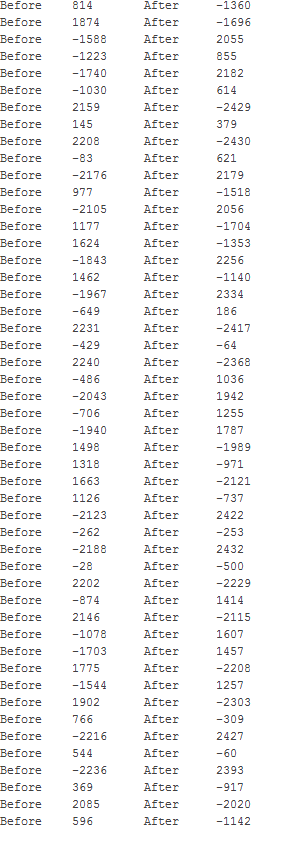 Before 814 After -1360
Before 1874 After -1696
Before -1588 After 2055
Before -1223 After 855
Before -1740 After 2182
Before -1030 After 614
Before 2159 After -2429
Before 145 After 379
Before 2208 After -2430
Before -83 After 621
Before -2176 After 2179
Before 977 After -1518
Before -2105 After 2056
Before 1177 After -1704
Before 1624 After -1353
Before -1843 After 2256
Before 1462 After -1140
Before -1967 After 2334
Before -649 After 186
Before 2231 After -2417
Before -429 After -64
Before 2240 After -2368
Before -486 After 1036
Before -2043 After 1942
Before -706 After 1255
Before -1940 After 1787
Before 1498 After -1989
Before 1318 After -971
Before 1663 After -2121
Before 1126 After -737
Before -2123 After 2422
Before -262 After -253
Before -2188 After 2432
Before -28 After -500
Before 2202 After -2229
Before -874 After 1414
Before 2146 After -2115
Before -1078 After 1607
Before -1703 After 1457
Before 1775 After -2208
Before -1544 After 1257
Before 1902 After -2303
Before 766 After -309
Before -2216 After 2427
Before 544 After -60
Before -2236 After 2393
Before 369 After -917
Before 2085 After -2020
Before 596 After -1142